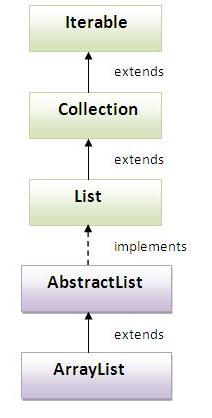 Iterable
extends
Collection
extends
List
implements
AbstractList
extends
ArrayList